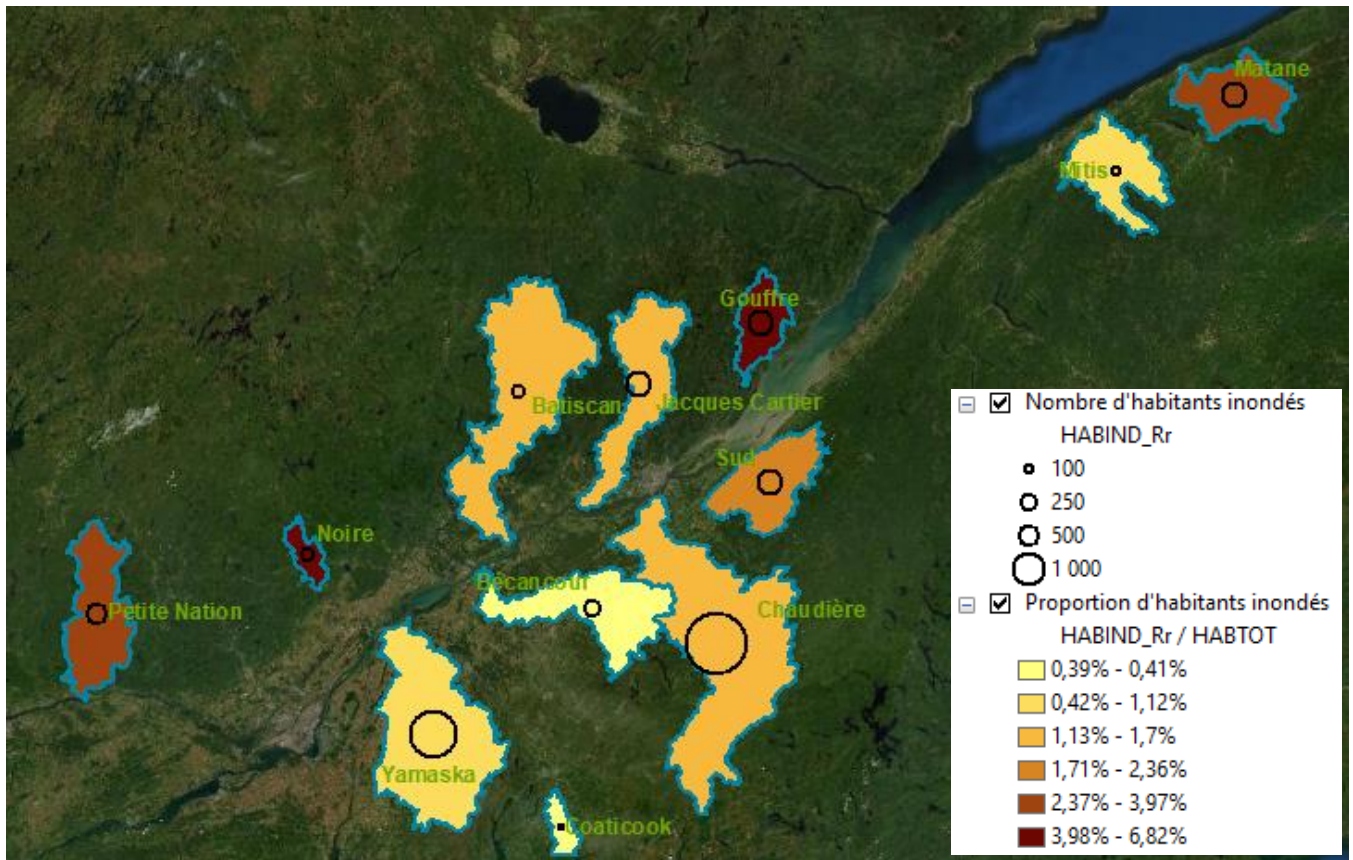 Matane
Mitis
Gouffre
Batiscan
Jacques Cartier
Sud
Noire
Bécancour
Petite Nation
Chaudière
Yamaska
Coaticook
Nombre d'habitants inondés
HABIND_Rr
100
250
500
1 000
Proportion d'habitants inondés
HABIND_Rr / HABTOT
0,39% - 0,41%
0,42% - 1,12%
1,13% - 1,7%
1,71% - 2,36%
2,37% - 3,97%
3,98% - 6,82%